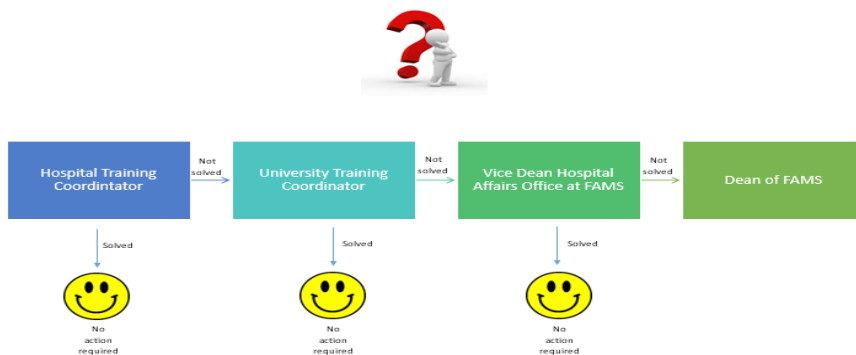 Hospital Training
Coordintator
Not
solved
University Training
Coordinator
Not
solved
Vice Dean Hospital
Affairs Office at FAMS
Not
solved
Dean of FAMS
Solved
Solved
Solved
No
action
required
No
action
required
No
action
required